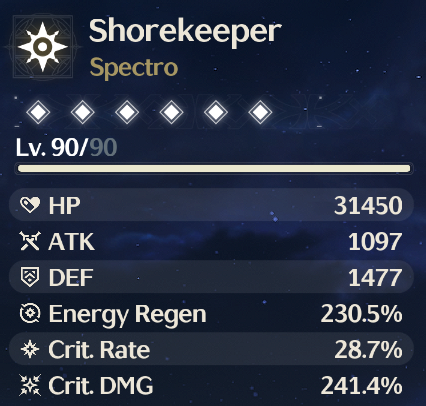 Shorekeeper
Spectro
Lv. 90/90
HP 31450
ATK 1097
DEF 1477
Energy Regen 230.5%
Crit. Rate 28.7%
Crit. DMG 241.4%